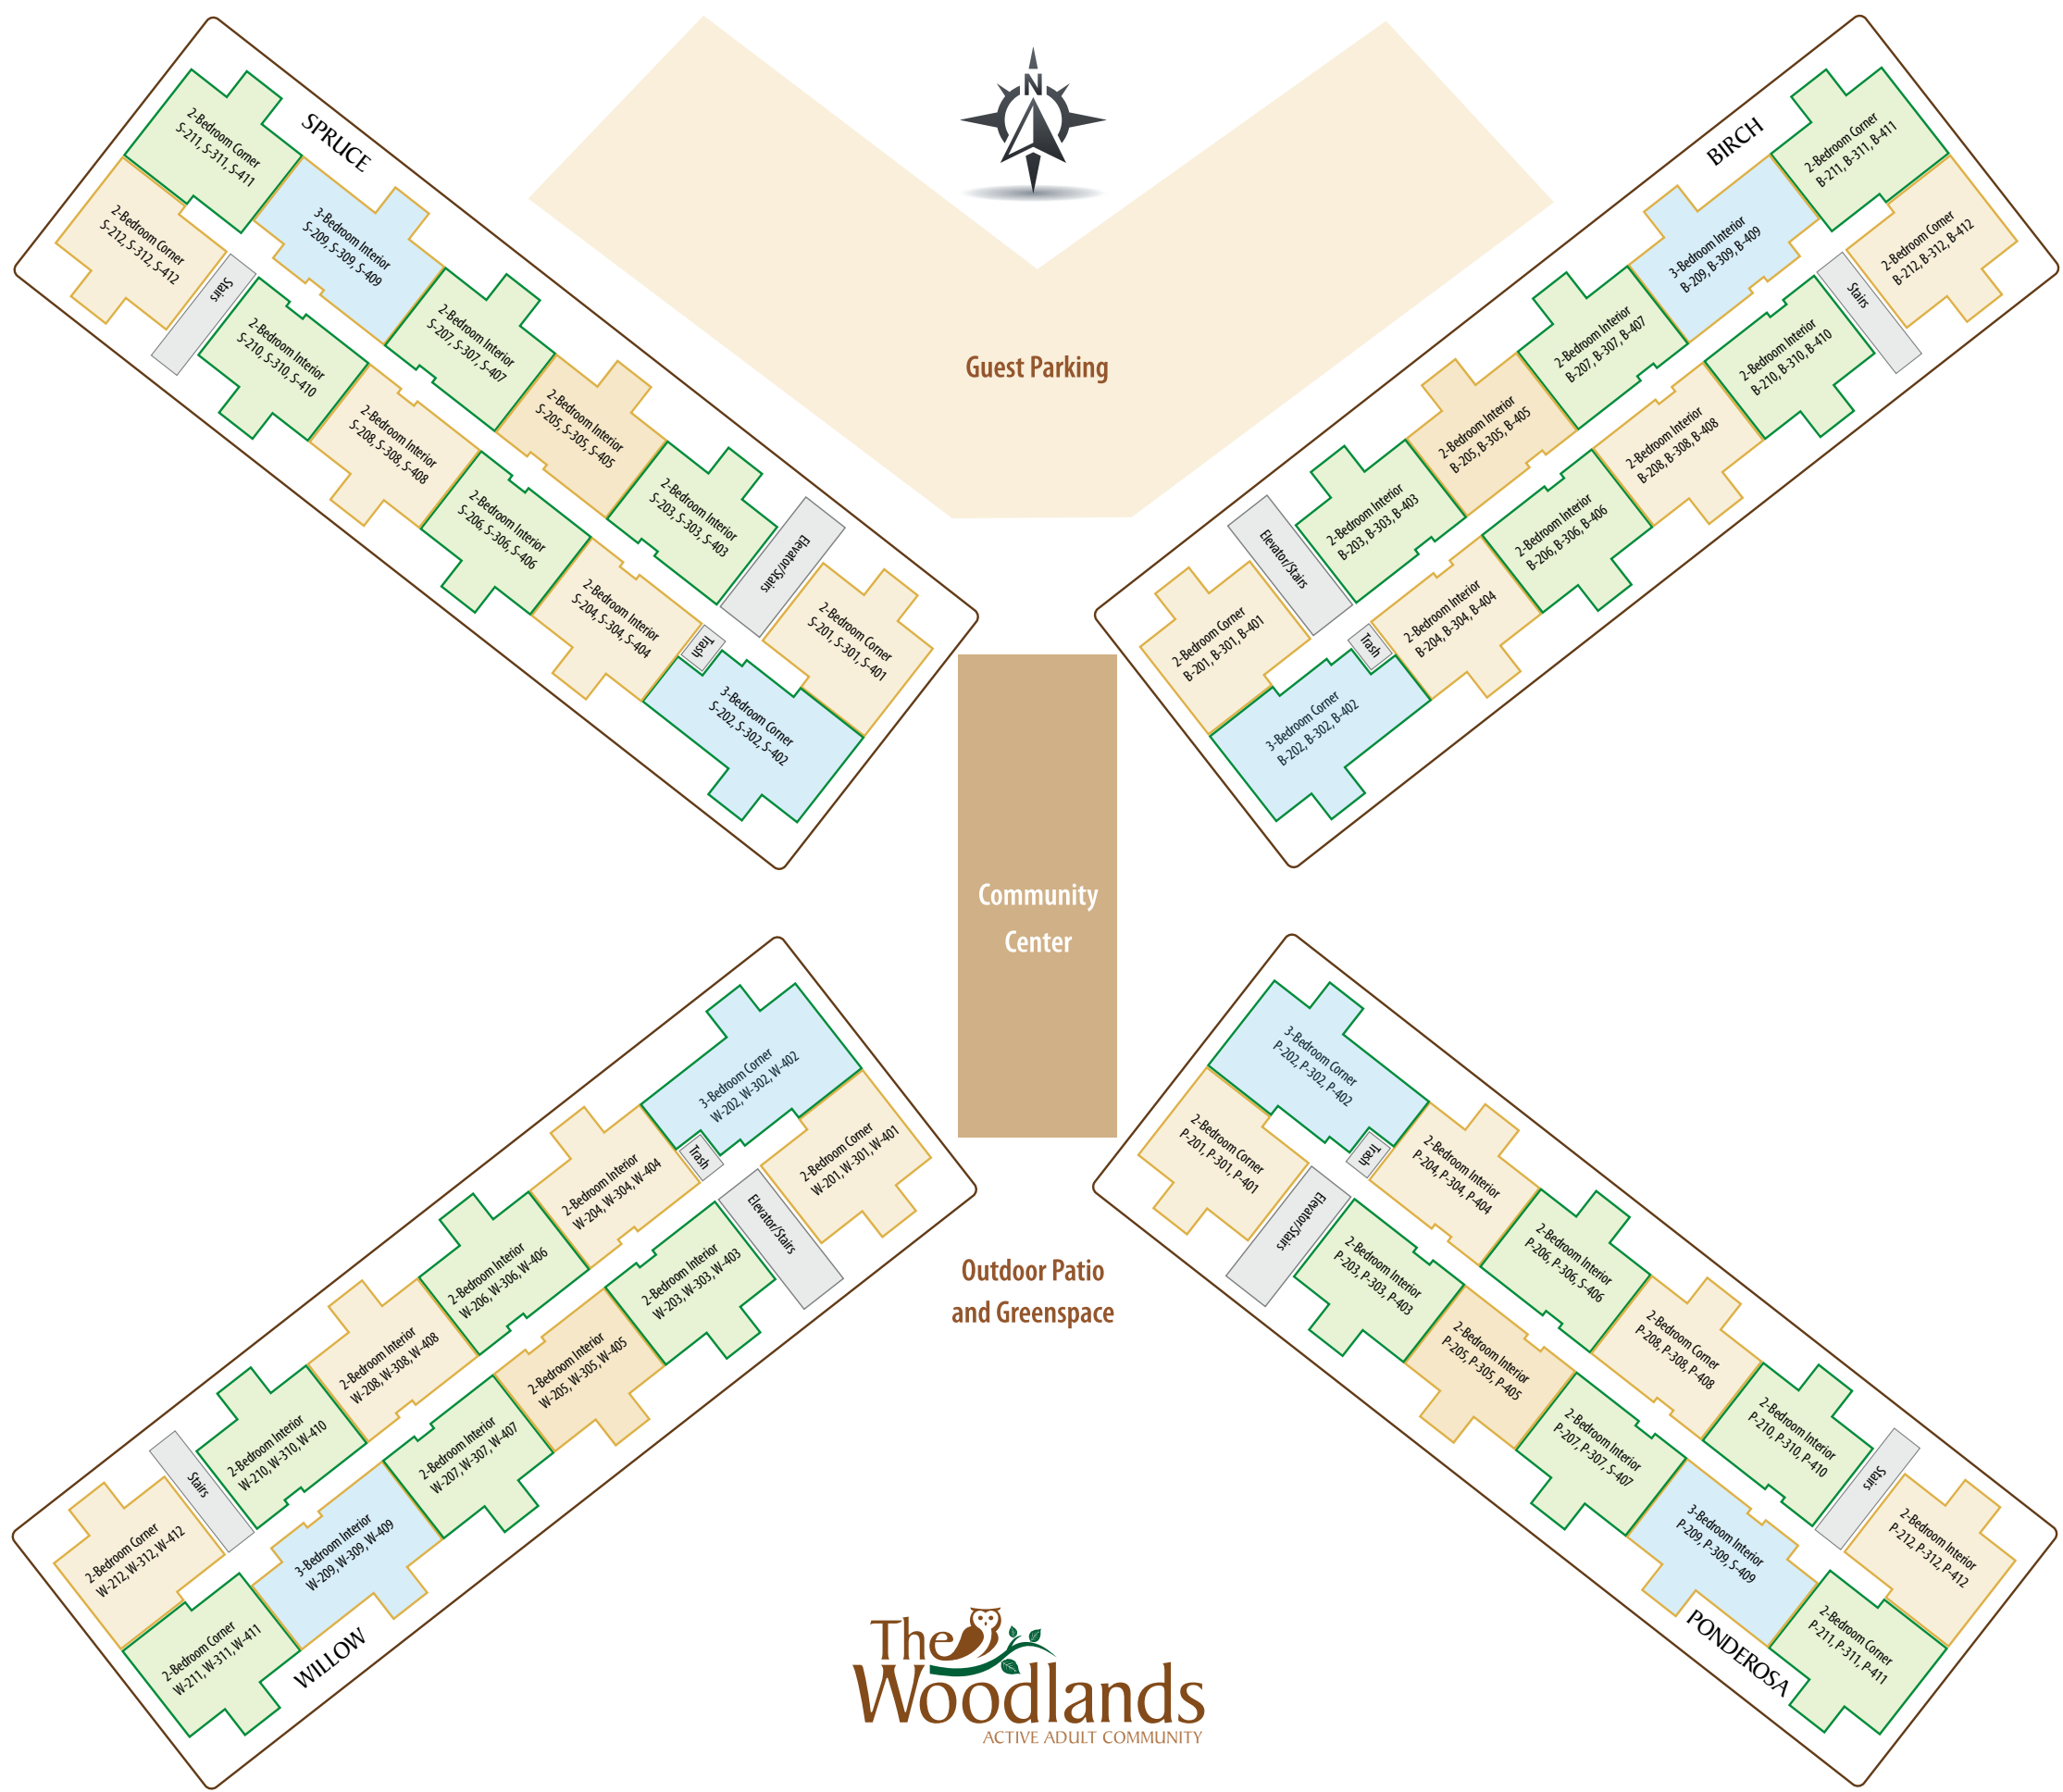 SPRUCE
2-Bedroom Corner
S-211, S-311, S-411
2-Bedroom Corner
S-212, S-312, S-412
Stairs
3-Bedroom Interior
S-209, S-309, S-409
2-Bedroom Interior
S-210, S-310, S-410
2-Bedroom Interior
S-207, S-307, S-407
2-Bedroom Interior
S-208, S-308, S-408
2-Bedroom Interior
S-205, S-305, S-405
2-Bedroom Interior
S-206, S-306, S-406
2-Bedroom Interior
S-203, S-303, S-403
2-Bedroom Interior
S-204, S-304, S-404
Elevator/Stairs
Trash
2-Bedroom Corner
S-201, S-301, S-401
3-Bedroom Corner
S-202, S-302, S-402
N
Guest Parking
BIRCH
2-Bedroom Corner
B-211, B-311, B-411
2-Bedroom Corner
B-212, B-312, B-412
Stairs
3-Bedroom Interior
B-209, B-309, B-409
2-Bedroom Interior
B-210, B-310, B-410
2-Bedroom Interior
B-207, B-307, B-407
2-Bedroom Interior
B-208, B-308, B-408
2-Bedroom Interior
B-205, B-305, B-405
2-Bedroom Interior
B-206, B-306, B-406
2-Bedroom Interior
B-203, B-303, B-403
2-Bedroom Interior
B-204, B-304, B-404
Elevator/Stairs
Trash
2-Bedroom Corner
B-201, B-301, B-401
3-Bedroom Corner
B-202, B-302, B-402
Community
Center
3-Bedroom Corner
W-202, W-302, W-402
2-Bedroom Corner
W-201, W-301, W-401
Trash
Elevator/Stairs
2-Bedroom Interior
W-204, W-304, W-404
2-Bedroom Interior
W-203, W-303, W-403
2-Bedroom Interior
W-206, W-306, W-406
2-Bedroom Interior
W-205, W-305, W-405
2-Bedroom Interior
W-208, W-308, W-408
2-Bedroom Interior
W-207, W-307, W-407
2-Bedroom Interior
W-210, W-310, W-410
3-Bedroom Interior
W-209, W-309, W-409
Stairs
2-Bedroom Corner
W-212, W-312, W-412
2-Bedroom Corner
W-211, W-311, W-411
WILLOW
Outdoor Patio
and Greenspace
3-Bedroom Corner
P-202, P-302, P-402
2-Bedroom Corner
P-201, P-301, P-401
Trash
Elevator/Stairs
2-Bedroom Interior
P-204, P-304, P-404
2-Bedroom Interior
P-203, P-303, P-403
2-Bedroom Interior
P-206, P-306, S-406
2-Bedroom Interior
P-205, P-305, P-405
2-Bedroom Corner
P-208, P-308, P-408
2-Bedroom Interior
P-207, P-307, S-407
2-Bedroom Interior
P-210, P-310, P-410
3-Bedroom Interior
P-209, P-309, S-409
Stairs
2-Bedroom Interior
P-212, P-312, P-412
2-Bedroom Corner
P-211, P-311, P-411
PONDEROSA
The
Woodlands
ACTIVE ADULT COMMUNITY